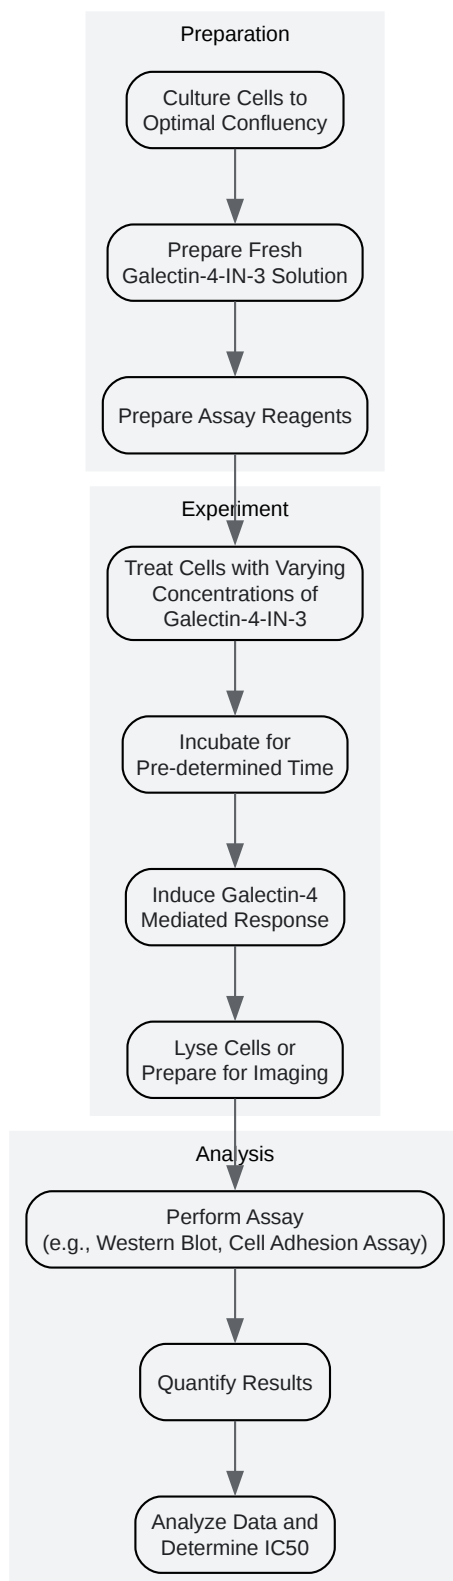 Preparation
Culture Cells to
Optimal Confluency
Prepare Fresh
Galectin-4-IN-3 Solution
Prepare Assay Reagents
Experiment
Treat Cells with Varying
Concentrations of
Galectin-4-IN-3
Incubate for
Pre-determined Time
Induce Galectin-4
Mediated Response
Lyse Cells or
Prepare for Imaging
Analysis
Perform Assay
(e.g., Western Blot, Cell Adhesion Assay)
Quantify Results
Analyze Data and
Determine IC50